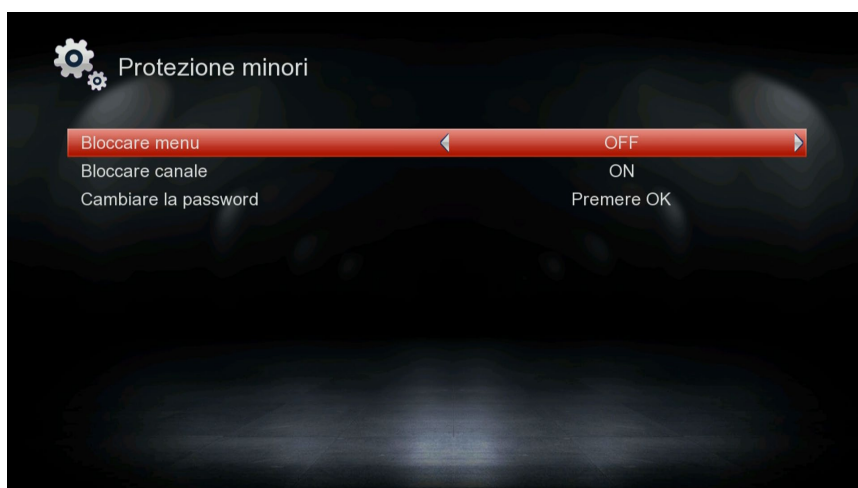 Protezione minori
Bloccare menu OFF
Bloccare canale ON
Cambiare la password Premere OK